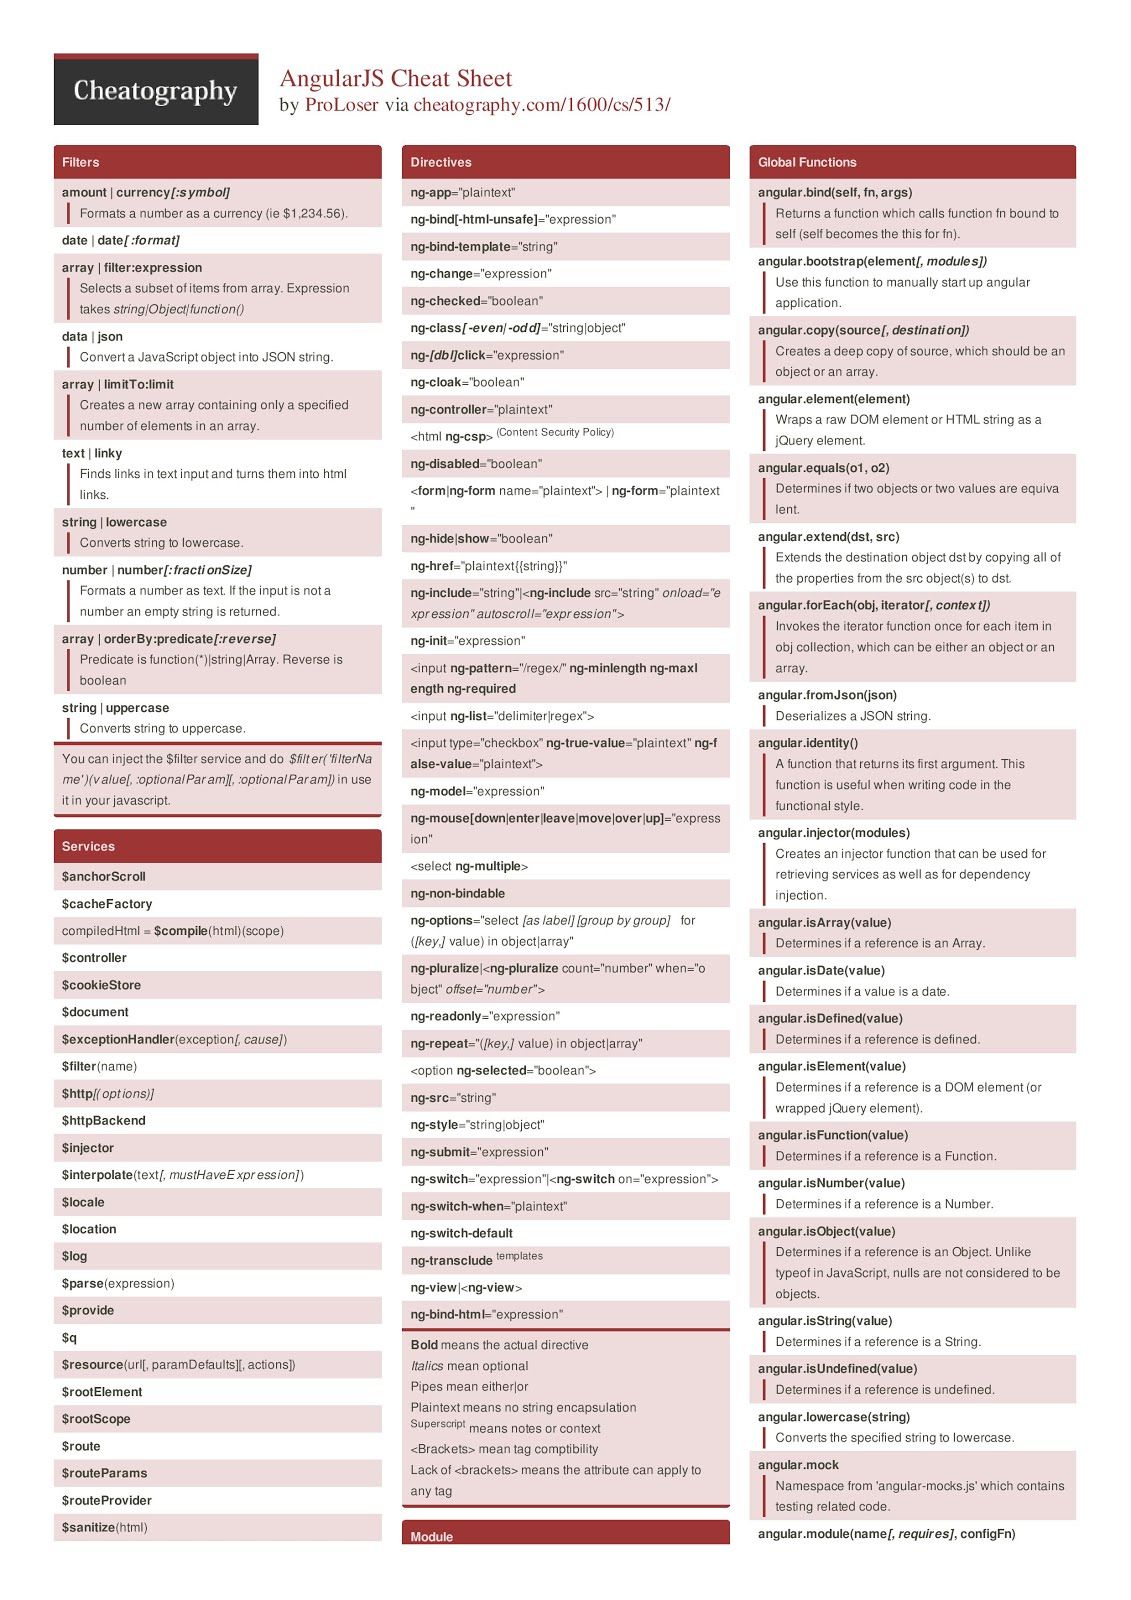 Cheatography
AngularJS Cheat Sheet
by ProLoser via cheatography.com/1600/cs/513/
Filters
amount | currency[:symbol]
Formats a number as a currency (ie $1,234.56).
date | date[:format]
array | filter:expression
Selects a subset of items from array. Expression
takes string|Object|function()
data | json
Convert a JavaScript object into JSON string.
array | limitTo:limit
Creates a new array containing only a specified
number of elements in an array.
text | linky
Finds links in text input and turns them into html
links.
string | lowercase
Converts string to lowercase.
number | number[:fractionSize]
Formats a number as text. If the input is not a
number an empty string is returned.
array | orderBy:predicate[:reverse]
Predicate is function(*)|string|Array. Reverse is
boolean
string | uppercase
Converts string to uppercase.
You can inject the $filter service and do $filter('filterNa
me')(value[, :optionalParam][, :optionalParam]) in use
it in your javascript.
Services
$anchorScroll
$cacheFactory
compiledHtml = $compile(html)(scope)
$controller
$cookieStore
$document
$exceptionHandler(exception[, cause])
$filter(name)
$http[(options)]
$httpBackend
$injector
$interpolate(text[, mustHaveExpression])
$locale
$location
$log
$parse(expression)
$provide
$q
$resource(url[, paramDefaults][, actions])
$rootElement
$rootScope
$route
$routeParams
$routeProvider
$sanitize(html)
Directives
ng-app="plaintext"
ng-bind[-html-unsafe]="expression"
ng-bind-template="string"
ng-change="expression"
ng-checked="boolean"
ng-class[-even|-odd]="string|object"
ng-[dbl]click="expression"
ng-cloak="boolean"
ng-controller="plaintext"
<html ng-csp> (Content Security Policy)
ng-disabled="boolean"
<form|ng-form name="plaintext"> | ng-form="plaintext
"
ng-hide|show="boolean"
ng-href="plaintext{{string}}"
ng-include="string"|<ng-include src="string" onload="e
xpression" autoscroll="expression">
ng-init="expression"
<input ng-pattern="/regex/" ng-minlength ng-maxl
ength ng-required
<input ng-list="delimiter|regex">
<input type="checkbox" ng-true-value="plaintext" ng-f
alse-value="plaintext">
ng-model="expression"
ng-mouse[down|enter|leave|move|over|up]="express
ion"
<select ng-multiple>
ng-non-bindable
ng-options="select [as label] [group by group] for
([key,] value) in object|array"
ng-pluralize|<ng-pluralize count="number" when="o
bject" offset="number">
ng-readonly="expression"
ng-repeat="([key,] value) in object|array"
<option ng-selected="boolean">
ng-src="string"
ng-style="string|object"
ng-submit="expression"
ng-switch="expression"|<ng-switch on="expression">
ng-switch-when="plaintext"
ng-switch-default
ng-transclude templates
ng-view|<ng-view>
ng-bind-html="expression"
Bold means the actual directive
Italics mean optional
Pipes mean either|or
Plaintext means no string encapsulation
Superscript means notes or context
<Brackets> mean tag comptibility
Lack of <brackets> means the attribute can apply to
any tag
Module
Global Functions
angular.bind(self, fn, args)
Returns a function which calls function fn bound to
self (self becomes the this for fn).
angular.bootstrap(element[, modules])
Use this function to manually start up angular
application.
angular.copy(source[, destination])
Creates a deep copy of source, which should be an
object or an array.
angular.element(element)
Wraps a raw DOM element or HTML string as a
jQuery element.
angular.equals(o1, o2)
Determines if two objects or two values are equiva
lent.
angular.extend(dst, src)
Extends the destination object dst by copying all of
the properties from the src object(s) to dst.
angular.forEach(obj, iterator[, context])
Invokes the iterator function once for each item in
obj collection, which can be either an object or an
array.
angular.fromJson(json)
Deserializes a JSON string.
angular.identity()
A function that returns its first argument. This
function is useful when writing code in the
functional style.
angular.injector(modules)
Creates an injector function that can be used for
retrieving services as well as for dependency
injection.
angular.isArray(value)
Determines if a reference is an Array.
angular.isDate(value)
Determines if a value is a date.
angular.isDefined(value)
Determines if a reference is defined.
angular.isElement(value)
Determines if a reference is a DOM element (or
wrapped jQuery element).
angular.isFunction(value)
Determines if a reference is a Function.
angular.isNumber(value)
Determines if a reference is a Number.
angular.isObject(value)
Determines if a reference is an Object. Unlike
typeof in JavaScript, nulls are not considered to be
objects.
angular.isString(value)
Determines if a reference is a String.
angular.isUndefined(value)
Determines if a reference is undefined.
angular.lowercase(string)
Converts the specified string to lowercase.
angular.mock
Namespace from 'angular-mocks.js' which contains
testing related code.
angular.module(name[, requires], configFn)